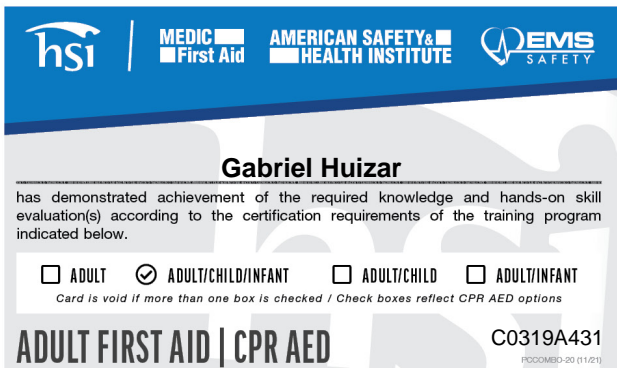 hsi
MEDIC
First Aid
AMERICAN SAFETY&
HEALTH INSTITUTE
EMS
SAFETY
Gabriel Huizar
has demonstrated achievement of the required knowledge and hands-on skill
evaluation(s) according to the certification requirements of the training program
indicated below.
ADULT ADULT/CHILD/INFANT ADULT/CHILD ADULT/INFANT
Card is void if more than one box is checked / Check boxes reflect CPR AED options
ADULT FIRST AID | CPR AED
C0319A431
PCCOMBO-20 (11/21)